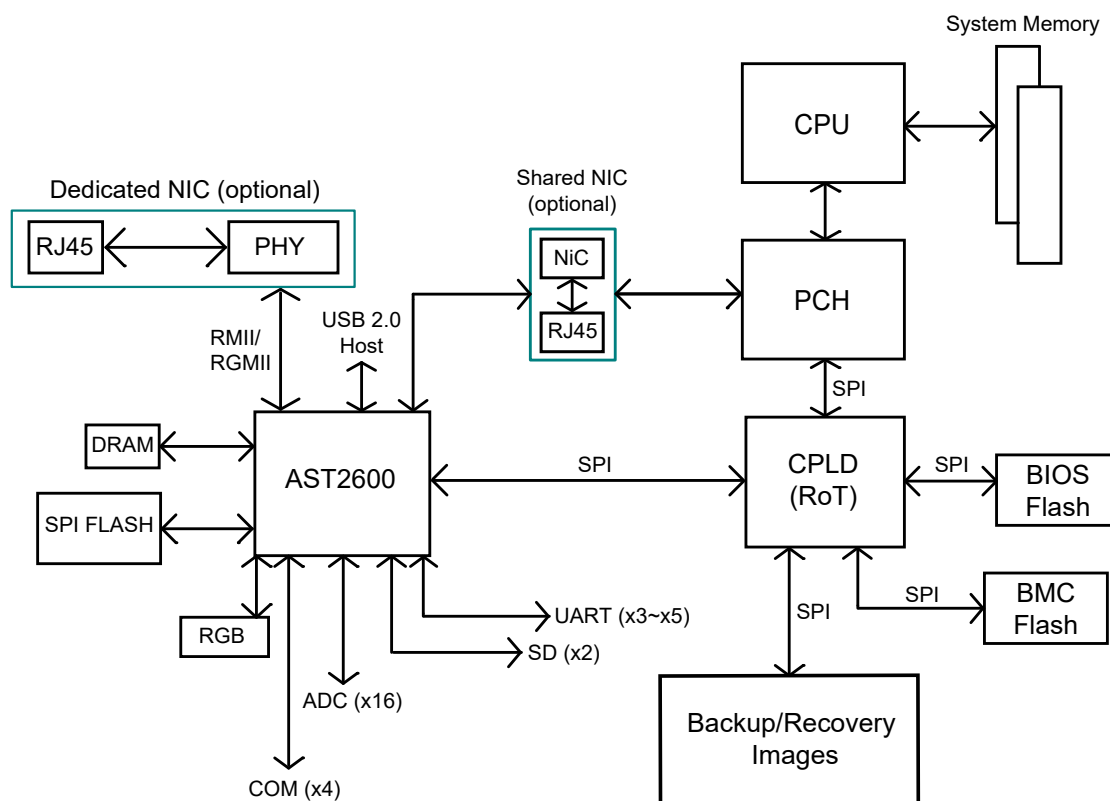 System Memory
CPU
Dedicated NIC (optional)
Shared NIC
(optional)
RJ45
PHY
NiC
RJ45
PCH
RMII/
RGMII
USB 2.0
Host
SPI
DRAM
AST2600
SPI
CPLD
(RoT)
SPI
BIOS
Flash
SPI FLASH
SPI
BMC
Flash
SPI
UART (x3~x5)
RGB
SD (x2)
ADC (x16)
Backup/Recovery
Images
COM (x4)